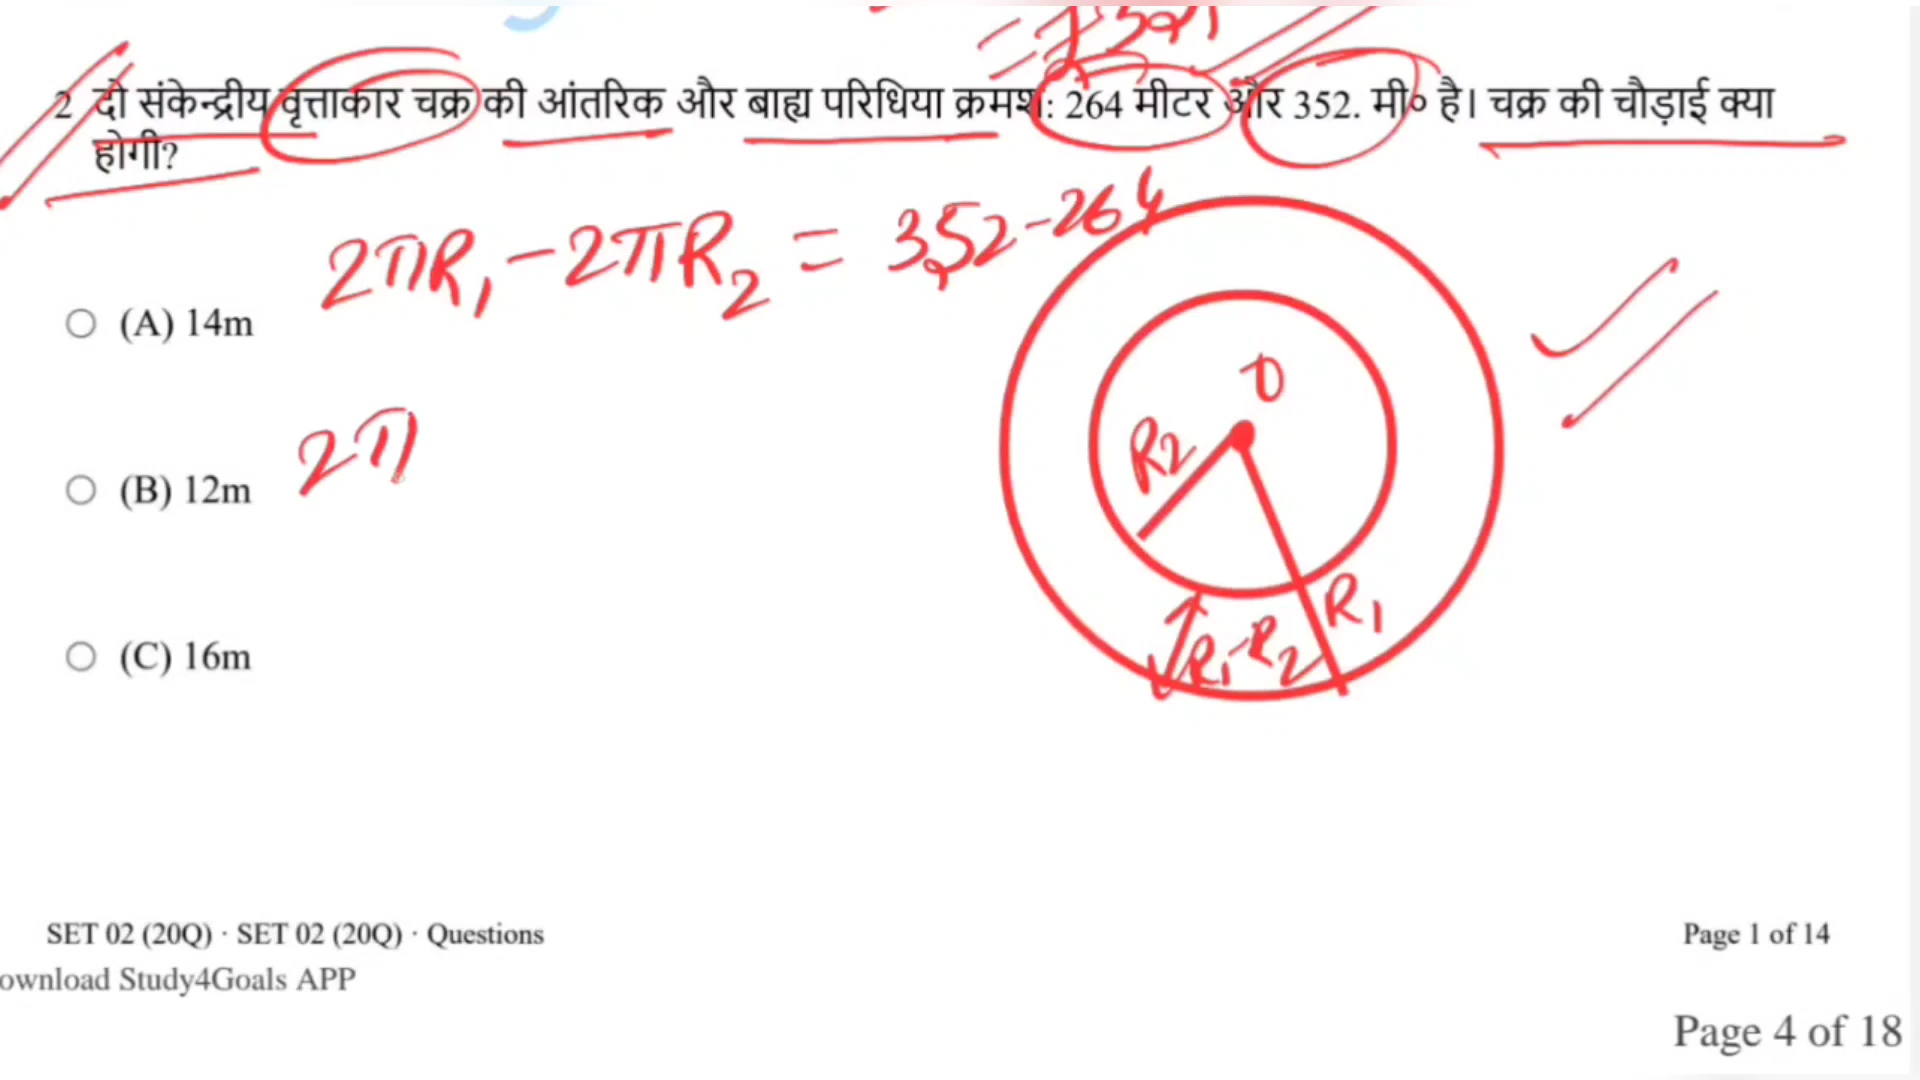 2 दो संकेन्द्रीय वृत्ताकार चक्र की आंतरिक और बाह्य परिधिया क्रमश: 264 मीटर और 352. मी० है। चक्र की चौड़ाई क्या
होगी?
2πR₁ - 2πR₂ = 352-264
(A) 14m
O
2π
R2
(B) 12m
R₁
R₁-R₂
(C) 16m
SET 02 (20Q) · SET 02 (20Q) · Questions
Page 1 of 14
ownload Study4Goals APP
Page 4 of 18